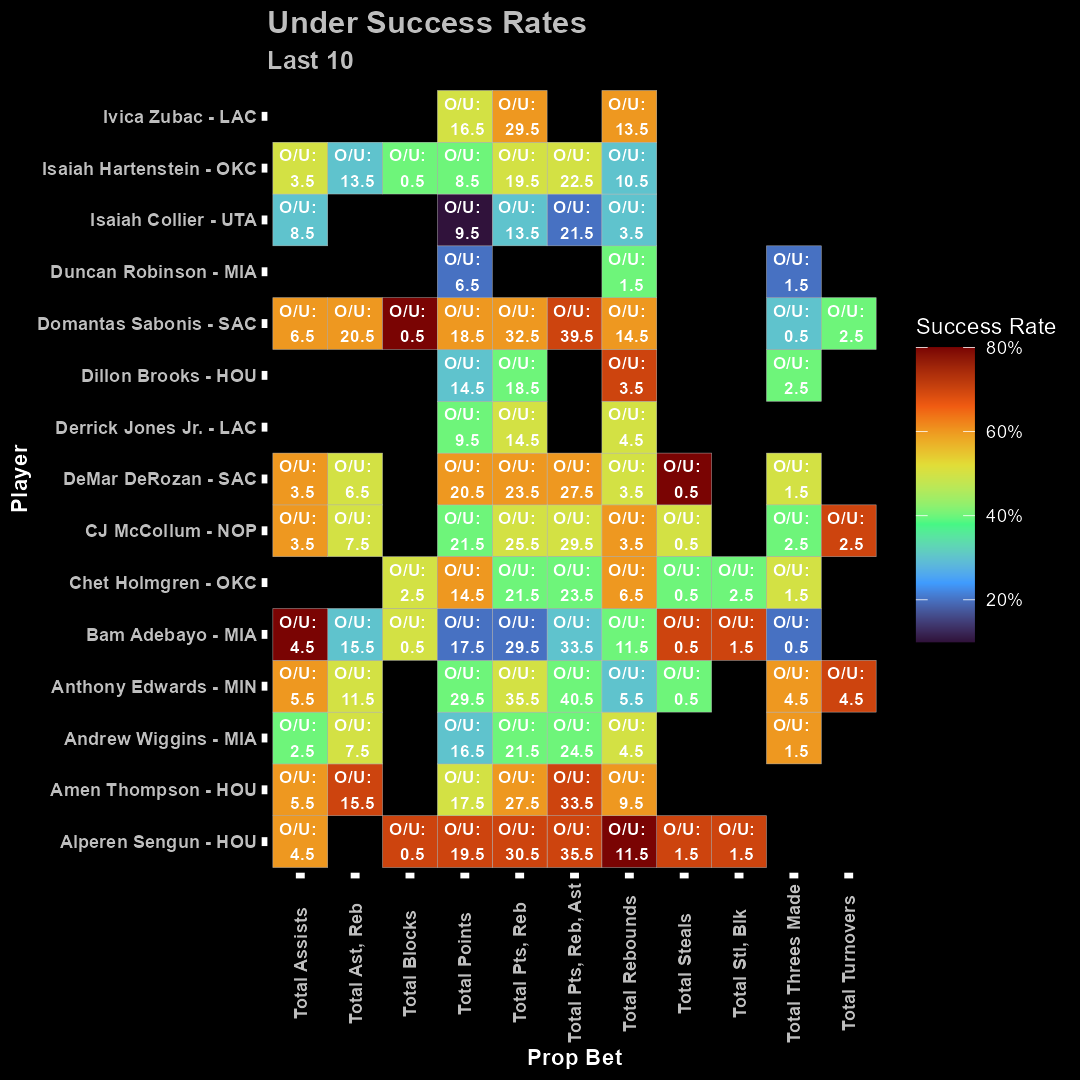 Under Success Rates
Last 10
Player
Ivica Zubac - LAC
O/U: 16.5 O/U: 29.5 O/U: 13.5
Isaiah Hartenstein - OKC
O/U: 3.5 O/U: 13.5 O/U: 0.5 O/U: 8.5 O/U: 19.5 O/U: 22.5 O/U: 10.5
Isaiah Collier - UTA
O/U: 8.5 O/U: 9.5 O/U: 13.5 O/U: 21.5 O/U: 3.5
Duncan Robinson - MIA
O/U: 6.5 O/U: 1.5 O/U: 1.5
Domantas Sabonis - SAC
O/U: 6.5 O/U: 20.5 O/U: 0.5 O/U: 18.5 O/U: 32.5 O/U: 39.5 O/U: 14.5 O/U: 0.5 O/U: 2.5
Dillon Brooks - HOU
O/U: 14.5 O/U: 18.5 O/U: 3.5 O/U: 2.5
Derrick Jones Jr. - LAC
O/U: 9.5 O/U: 14.5 O/U: 4.5
DeMar DeRozan - SAC
O/U: 3.5 O/U: 6.5 O/U: 20.5 O/U: 23.5 O/U: 27.5 O/U: 3.5 O/U: 0.5 O/U: 1.5
CJ McCollum - NOP
O/U: 3.5 O/U: 7.5 O/U: 21.5 O/U: 25.5 O/U: 29.5 O/U: 3.5 O/U: 0.5 O/U: 2.5 O/U: 2.5
Chet Holmgren - OKC
O/U: 2.5 O/U: 14.5 O/U: 21.5 O/U: 23.5 O/U: 6.5 O/U: 0.5 O/U: 2.5 O/U: 1.5
Bam Adebayo - MIA
O/U: 4.5 O/U: 15.5 O/U: 0.5 O/U: 17.5 O/U: 29.5 O/U: 33.5 O/U: 11.5 O/U: 0.5 O/U: 1.5 O/U: 0.5
Anthony Edwards - MIN
O/U: 5.5 O/U: 11.5 O/U: 29.5 O/U: 35.5 O/U: 40.5 O/U: 5.5 O/U: 0.5 O/U: 4.5 O/U: 4.5
Andrew Wiggins - MIA
O/U: 2.5 O/U: 7.5 O/U: 16.5 O/U: 21.5 O/U: 24.5 O/U: 4.5 O/U: 1.5
Amen Thompson - HOU
O/U: 5.5 O/U: 15.5 O/U: 17.5 O/U: 27.5 O/U: 33.5 O/U: 9.5
Alperen Sengun - HOU
O/U: 4.5 O/U: 0.5 O/U: 19.5 O/U: 30.5 O/U: 35.5 O/U: 11.5 O/U: 1.5 O/U: 1.5
Total Assists
Total Ast, Reb
Total Blocks
Total Points
Total Pts, Reb
Total Pts, Reb, Ast
Total Rebounds
Total Steals
Total Stl, Blk
Total Threes Made
Total Turnovers
Prop Bet
Success Rate
80%
60%
40%
20%